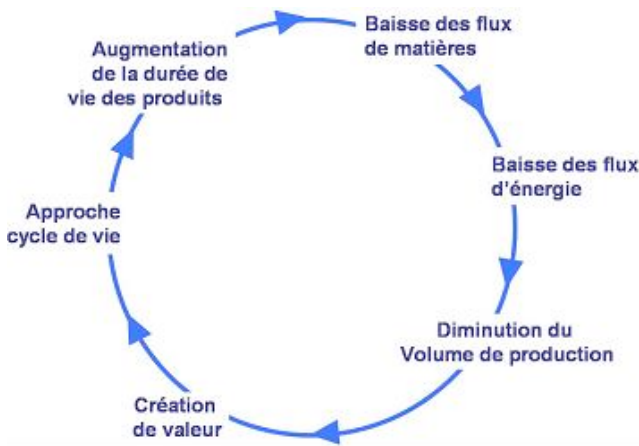 Augmentation
de la durée de
vie des produits
Baisse des flux
de matières
Baisse des flux
d'énergie
Diminution du
Volume de production
Création
de valeur
Approche
cycle de vie